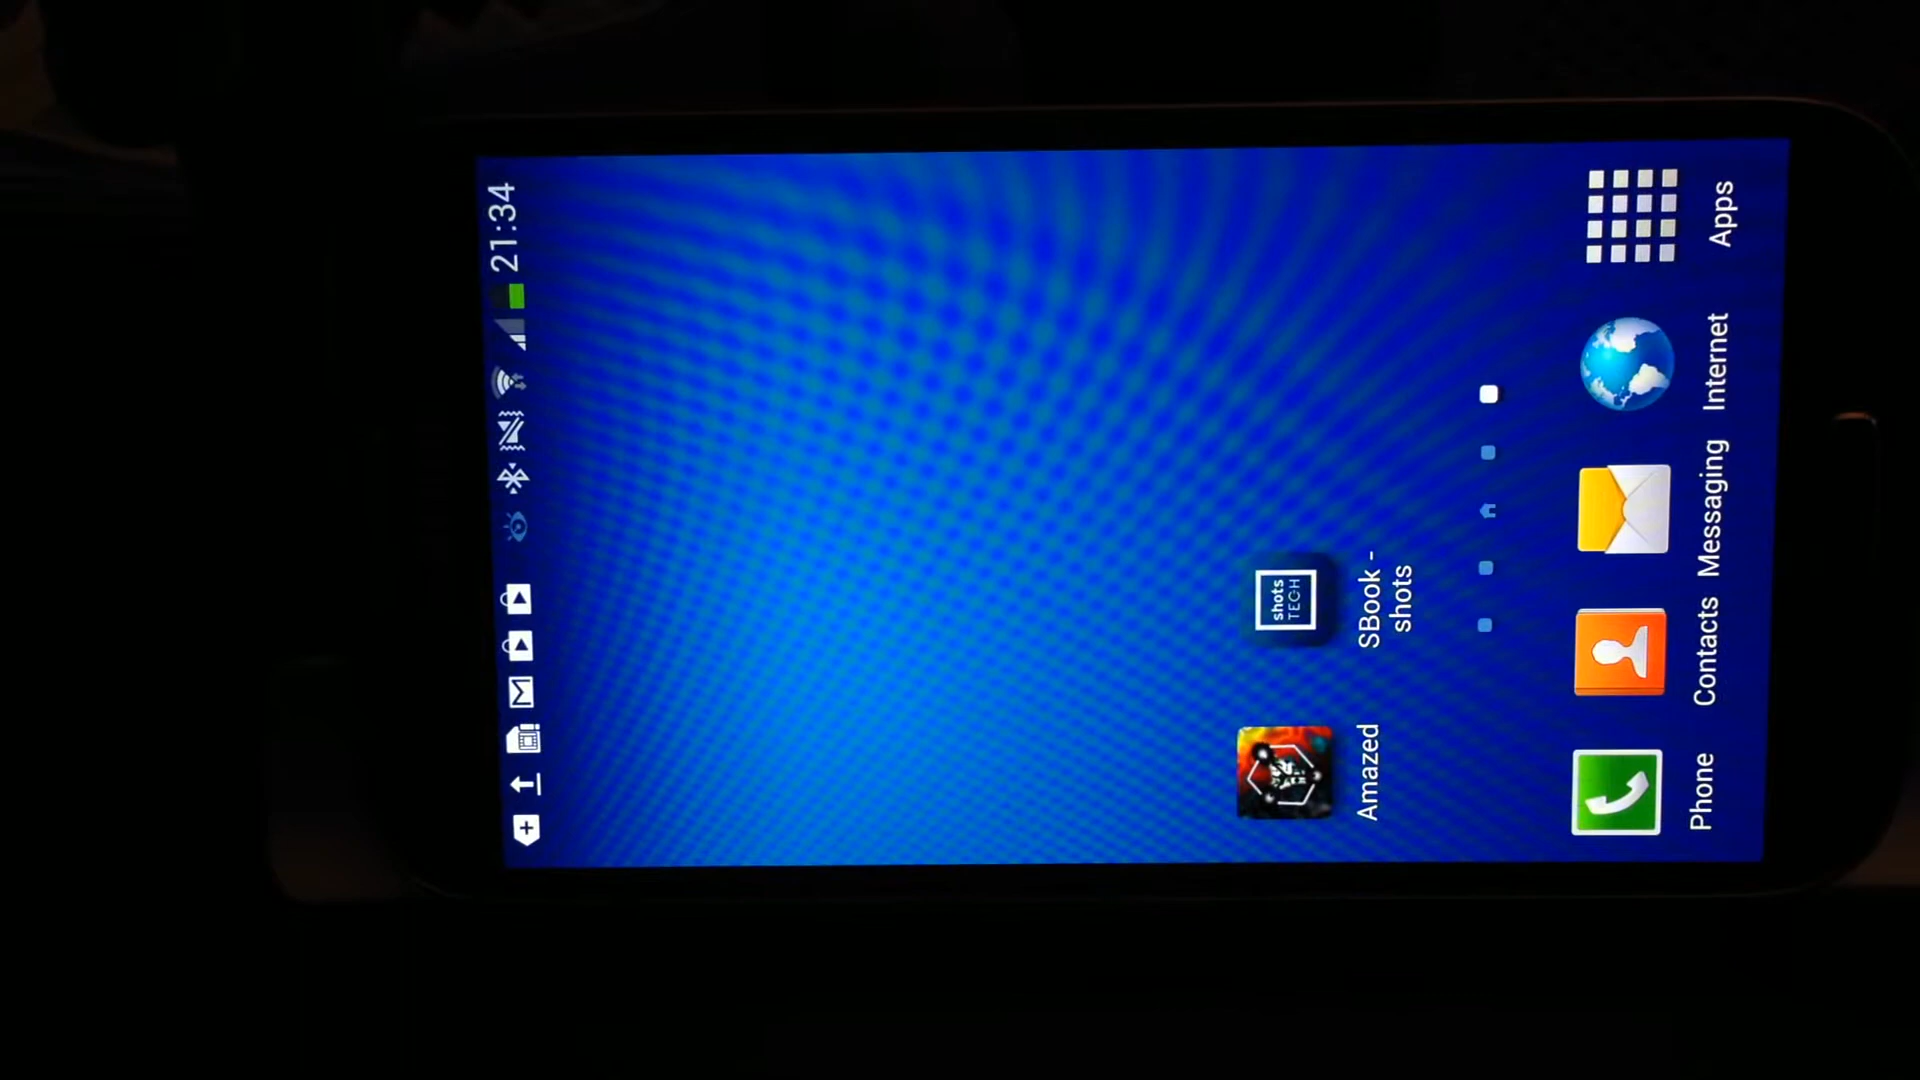 21:34
shots
TECH
Amazed
SBook -
shots
Phone
Contacts
Messaging
Internet
Apps